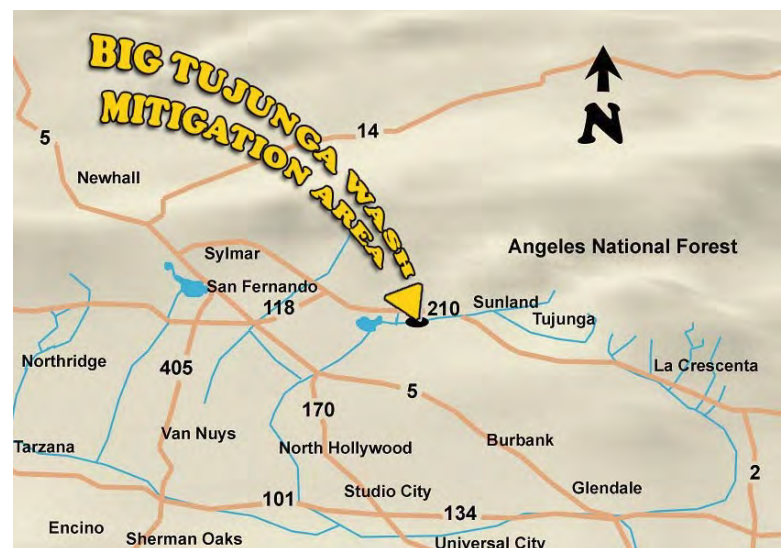 BIG TUJUNGA WASH
MITIGATION AREA
N
5
14
Newhall
Sylmar
Angeles National Forest
San Fernando
118
210
Sunland
Tujunga
Northridge
405
La Crescenta
5
170
Van Nuys
Burbank
Tarzana
North Hollywood
2
Studio City
Glendale
101
134
Encino
Sherman Oaks
Universal City